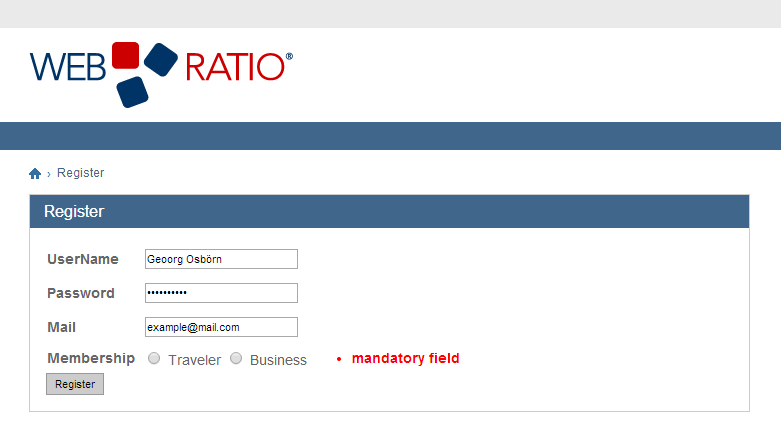 WEB RATIO®
› Register
Register
UserName Geoorg Osbörn
Password ••••••••••
Mail example@mail.com
Membership Traveler Business • mandatory field
Register